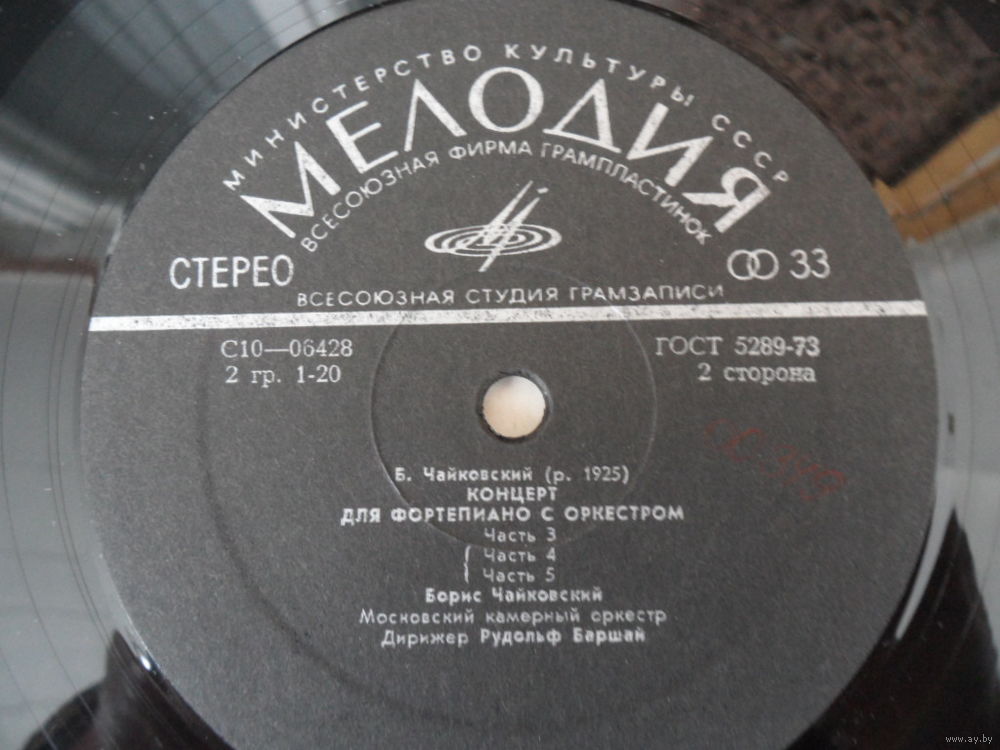 МИНИСТЕРСТВО КУЛЬТУРЫ СССР
МЕЛОДИЯ
ВСЕСОЮЗНАЯ ФИРМА ГРАМПЛАСТИНОК
СТЕРЕО
33
ВСЕСОЮЗНАЯ СТУДИЯ ГРАМЗАПИСИ
С10—06428
ГОСТ 5289-73
2 гр. 1-20
2 сторона
Б. Чайковский (р. 1925)
КОНЦЕРТ
ДЛЯ ФОРТЕПИАНО С ОРКЕСТРОМ
Часть 3
Часть 4
Часть 5
Борис Чайковский
Московский камерный оркестр
Дирижер Рудольф Баршай
www.ay.by